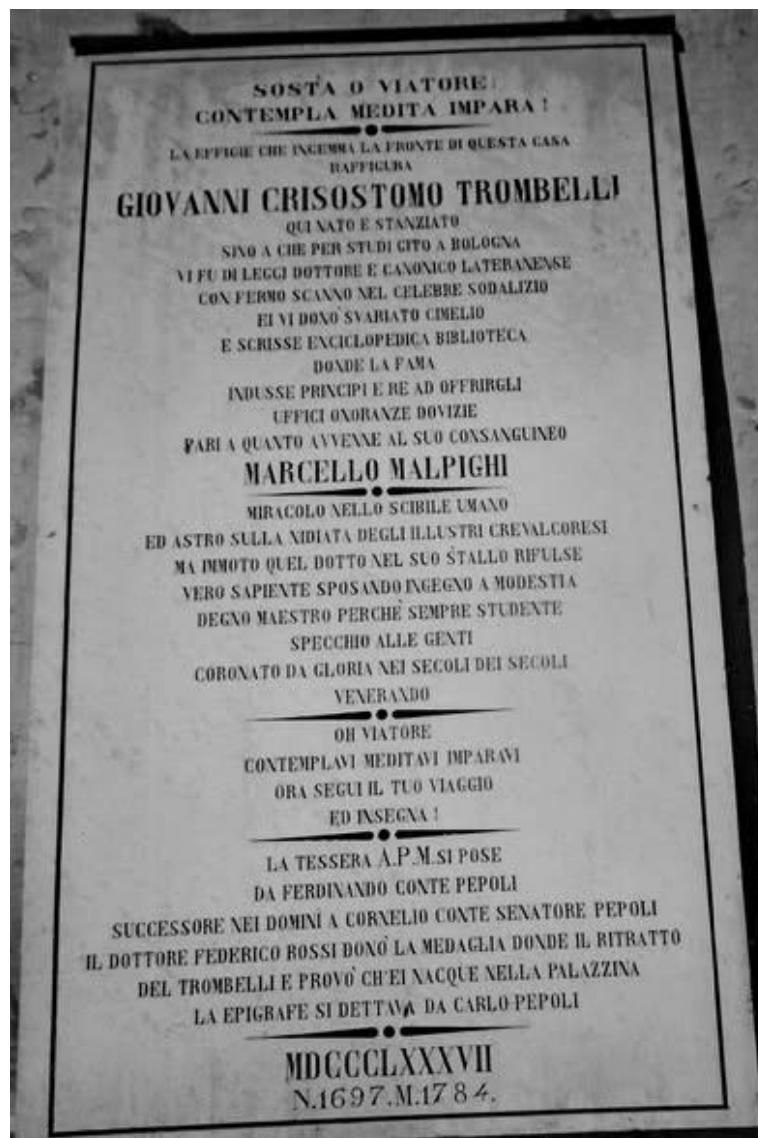 SOSTA O VIATORE
CONTEMPLA MEDITA IMPARA !
LA EFFIGIE CHE INGEMMA LA FRONTE DI QUESTA CASA
RAFFIGURA
GIOVANNI CRISOSTOMO TROMBELLI
QUI NATO E STANZIATO
SINO A CHE PER STUDI GITO A BOLOGNA
VI FU DI LEGGI DOTTORE E CANONICO LATERANENSE
CON FERMO SCANNO NEL CELEBRE SODALIZIO
EI VI DONO' SVARIATO CIMELIO
E SCRISSE ENCICLOPEDICA BIBLIOTECA
DONDE LA FAMA
INDUSSE PRINCIPI E RE AD OFFRIRGLI
UFFICI ONORANZE DOVIZIE
PARI A QUANTO AVVENNE AL SUO CONSANGUINEO
MARCELLO MALPIGHI
MIRACOLO NELLO SCIBILE UMANO
ED ASTRO SULLA NIDIATA DEGLI ILLUSTRI CREVALCORESI
MA IMMOTO QUEL DOTTO NEL SUO STALLO RIFULSE
VERO SAPIENTE SPOSANDO INGEGNO A MODESTIA
DEGNO MAESTRO PERCHE' SEMPRE STUDENTE
SPECCHIO ALLE GENTI
CORONATO DA GLORIA NEI SECOLI DEI SECOLI
VENERANDO
OH VIATORE
CONTEMPLAVI MEDITAVI IMPARAVI
ORA SEGUI IL TUO VIAGGIO
ED INSEGNA !
LA TESSERA A.P.M. SI POSE
DA FERDINANDO CONTE PEPOLI
SUCCESSORE NEI DOMINI A CORNELIO CONTE SENATORE PEPOLI
IL DOTTORE FEDERICO ROSSI DONO' LA MEDAGLIA DONDE IL RITRATTO
DEL TROMBELLI E PROVO' CH'EI NACQUE NELLA PALAZZINA
LA EPIGRAFE SI DETTAVA DA CARLO PEPOLI
MDCCCLXXXVII
N.1697.M.1784.